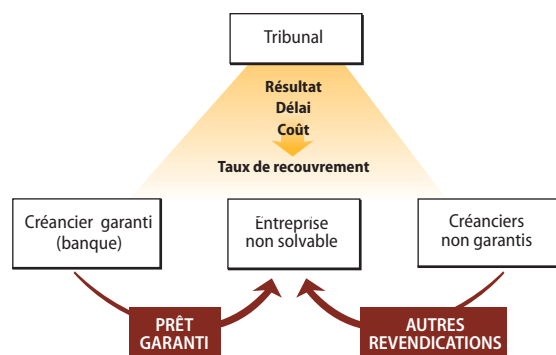 Tribunal
Résultat
Délai
Coût
Taux de recouvrement
Créancier garanti
(banque)
Entreprise
non solvable
Créanciers
non garantis
PRÊT
GARANTI
AUTRES
REVENDICATIONS